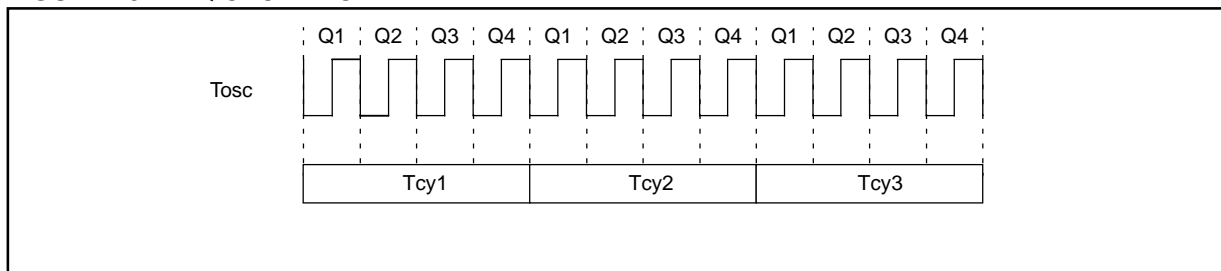 Q1 Q2 Q3 Q4 Q1 Q2 Q3 Q4 Q1 Q2 Q3 Q4
Tosc
Tcy1 Tcy2 Tcy3